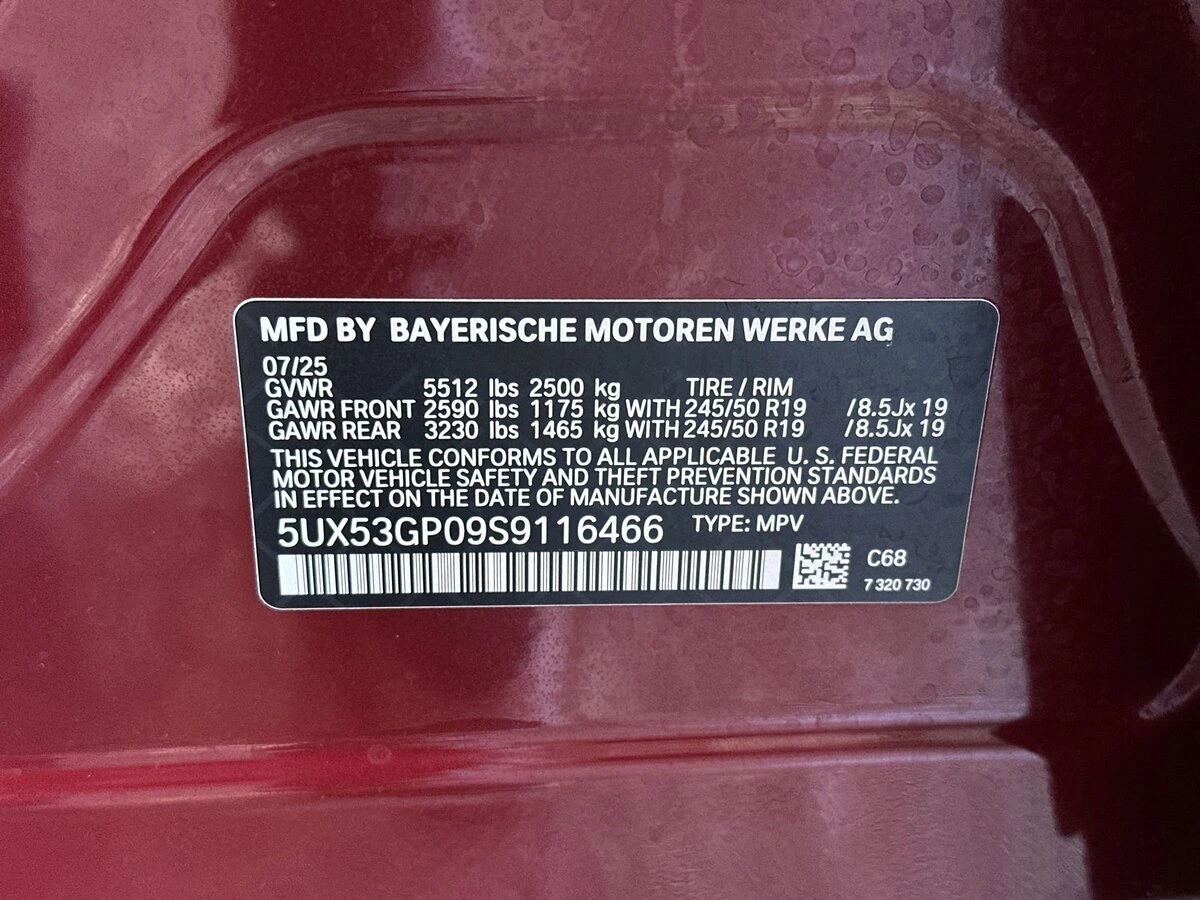 MFD BY BAYERISCHE MOTOREN WERKE AG
07/25
GVWR 5512 lbs 2500 kg TIRE / RIM
GAWR FRONT 2590 lbs 1175 kg WITH 245/50 R19 /8.5Jx 19
GAWR REAR 3230 lbs 1465 kg WITH 245/50 R19 /8.5Jx 19
THIS VEHICLE CONFORMS TO ALL APPLICABLE U. S. FEDERAL
MOTOR VEHICLE SAFETY AND THEFT PREVENTION STANDARDS
IN EFFECT ON THE DATE OF MANUFACTURE SHOWN ABOVE.
5UX53GP09S9116466 TYPE: MPV
C68
7 320 730